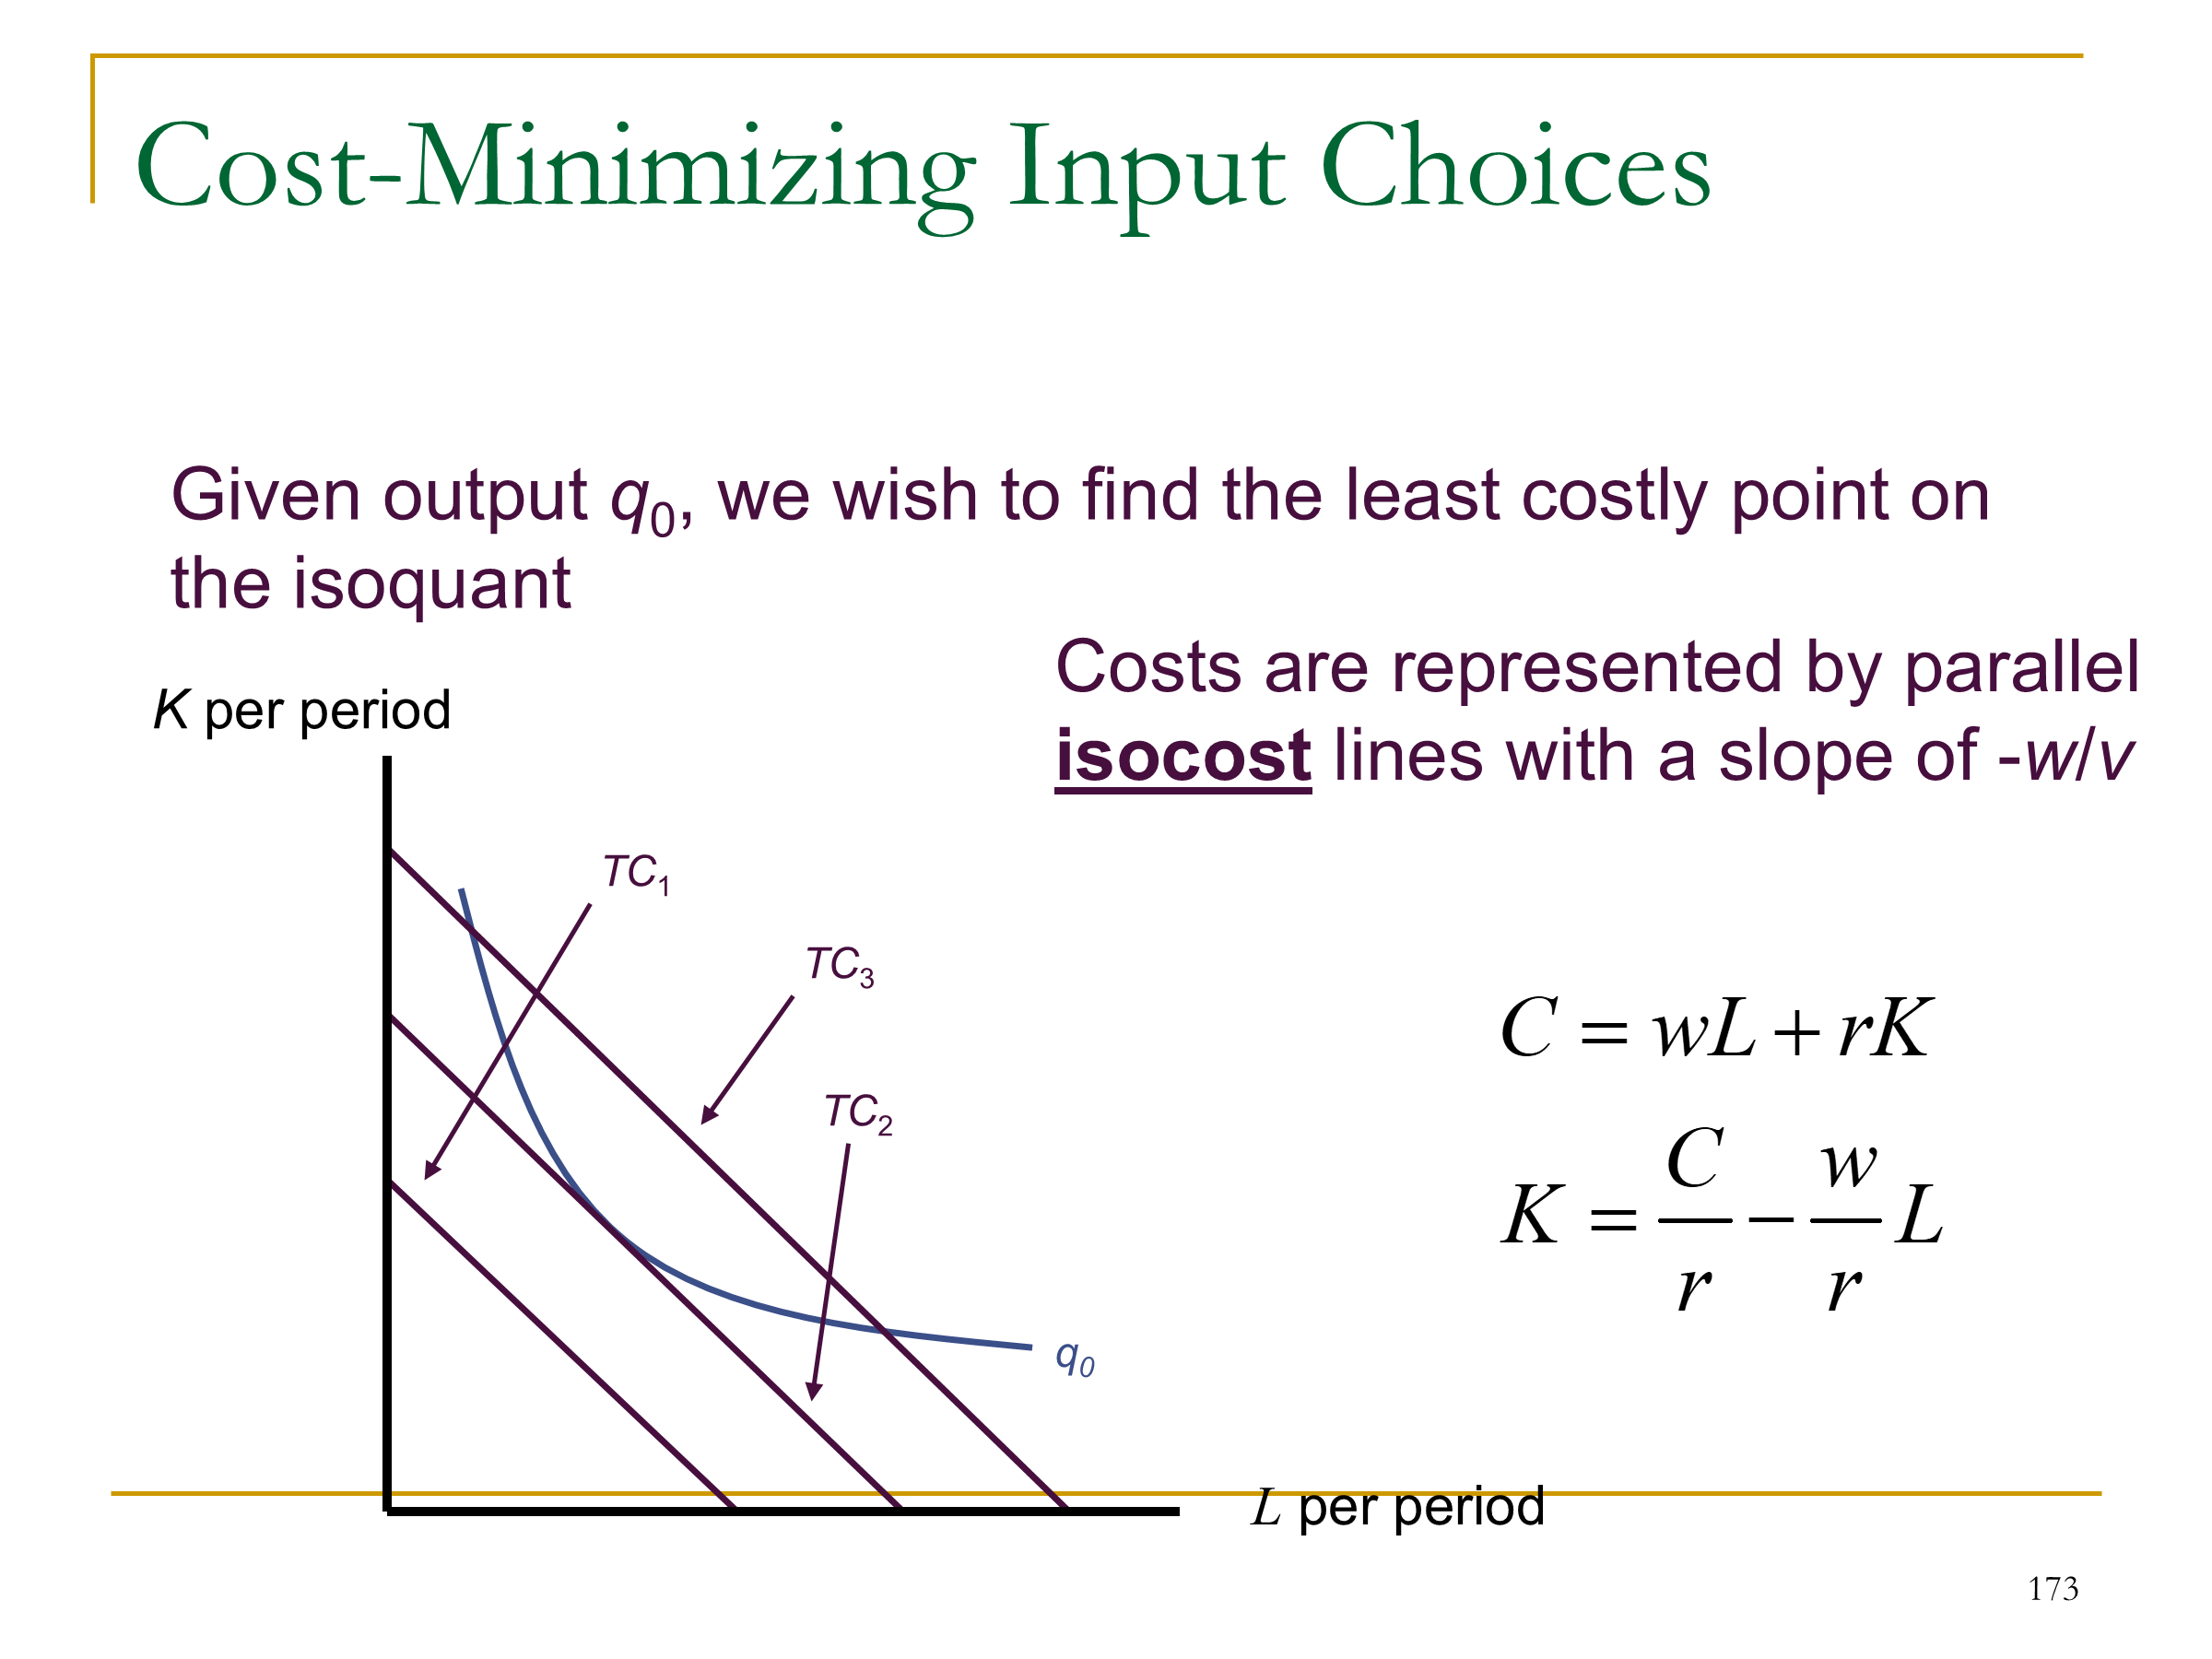 Cost-Minimizing Input Choices
Given output q0, we wish to find the least costly point on
the isoquant
Costs are represented by parallel
isocost lines with a slope of -w/v
K per period
TC1
TC3
TC2
q0
C = wL + rK
K = C/r − w/r L
L per period
173